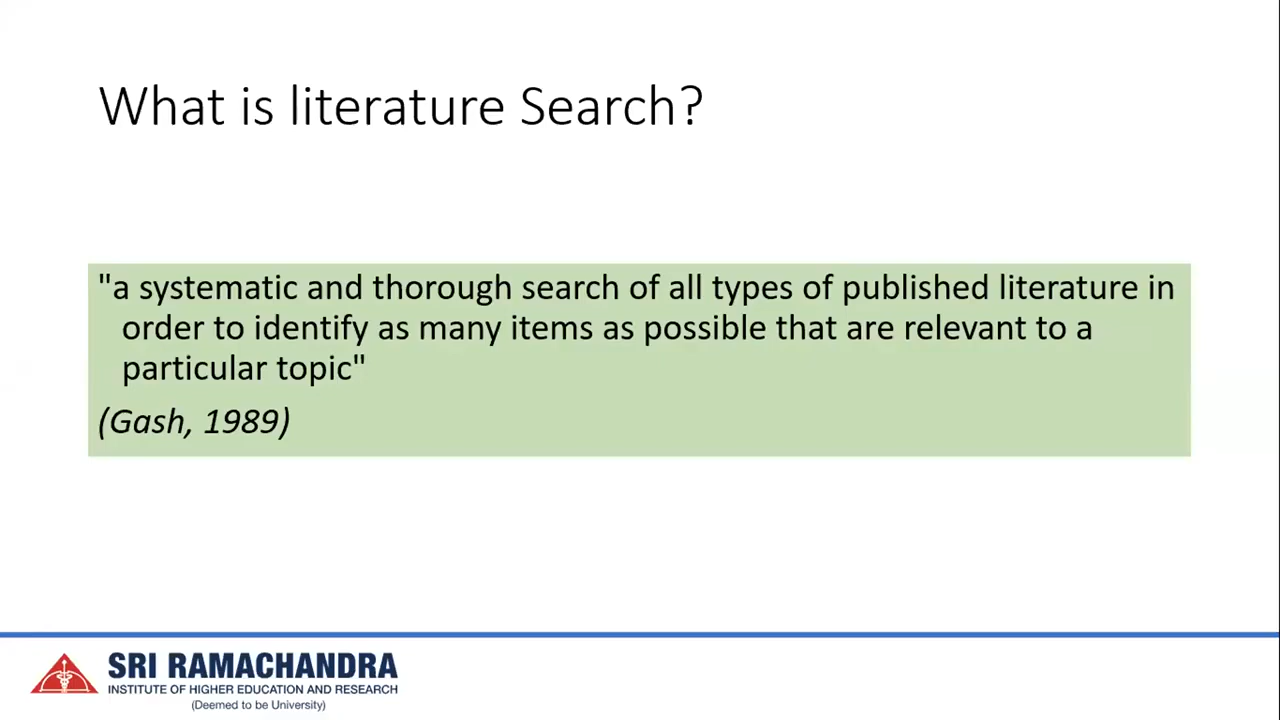 What is literature Search?
"a systematic and thorough search of all types of published literature in
order to identify as many items as possible that are relevant to a
particular topic"
(Gash, 1989)
SRI RAMACHANDRA
INSTITUTE OF HIGHER EDUCATION AND RESEARCH
(Deemed to be University)